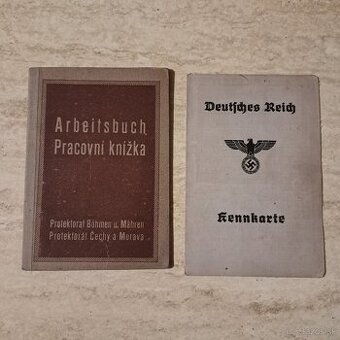 Arbeitsbuch
Pracovní knížka
Protektorat Böhmen u. Mähren
Protektorát Čechy a Morava
Deutsches Reich
Kennkarte